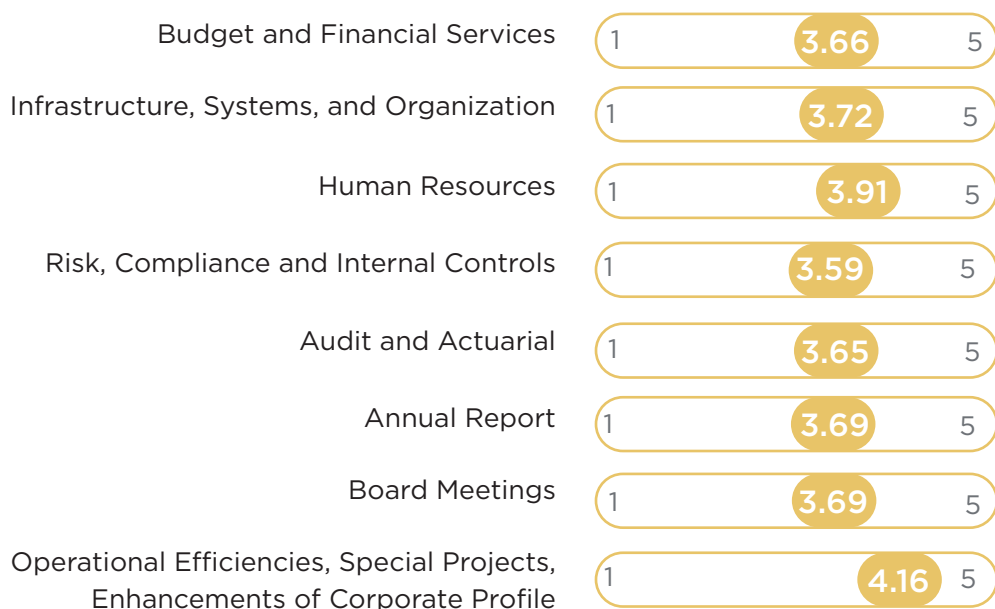 Budget and Financial Services 1 3.66 5
Infrastructure, Systems, and Organization 1 3.72 5
Human Resources 1 3.91 5
Risk, Compliance and Internal Controls 1 3.59 5
Audit and Actuarial 1 3.65 5
Annual Report 1 3.69 5
Board Meetings 1 3.69 5
Operational Efficiencies, Special Projects,
Enhancements of Corporate Profile 1 4.16 5